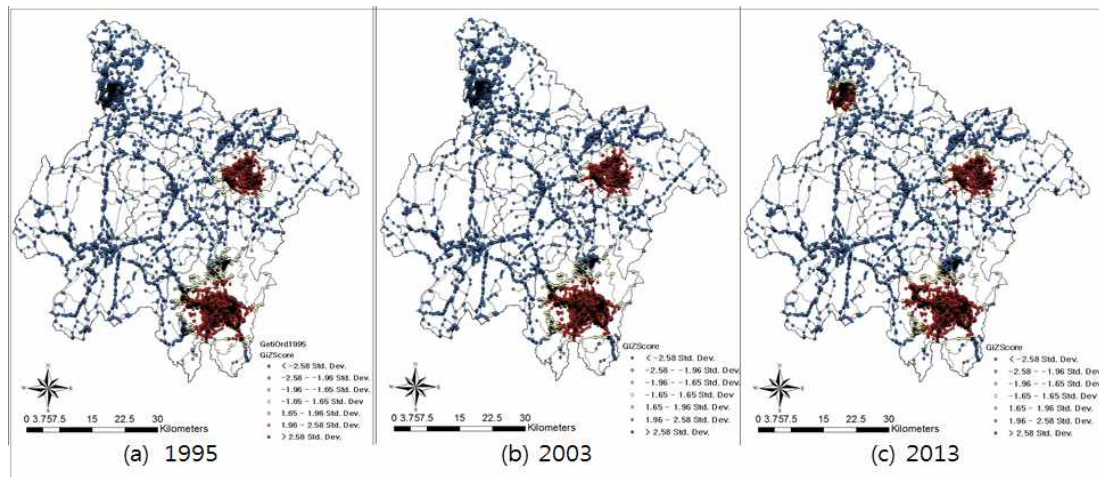 GetiOrd1995
GiZScore
< -2.58 Std. Dev.
-2.58 - -1.96 Std. Dev.
-1.96 - -1.65 Std. Dev.
-1.65 - 1.65 Std. Dev
1.65 - 1.96 Std. Dev.
1.96 - 2.58 Std. Dev.
> 2.58 Std. Dev.
N
W
E
S
0 3.757.5 15 22.5 30
Kilometers
(a) 1995
GiZScore
< -2.58 Std. Dev.
-2.58 - -1.96 Std. Dev.
-1.96 - -1.65 Std. Dev.
-1.65 - 1.65 Std. Dev.
1.65 - 1.96 Std. Dev.
1.96 - 2.58 Std. Dev.
> 2.58 Std. Dev.
N
W
E
S
0 3.757.5 15 22.5 30
Kilometers
(b) 2003
GIZScore
< -2.58 Std. Dev.
-2.58 - -1.96 Std. Dev.
-1.96 - -1.65 Std. Dev.
-1.65 - 1.65 Std. Dev.
1.65 - 1.96 Std. Dev.
1.96 - 2.58 Std. Dev.
> 2.58 Std. Dev.
N
W
E
S
0 3.757.5 15 22.5 30
Kilometers
(c) 2013